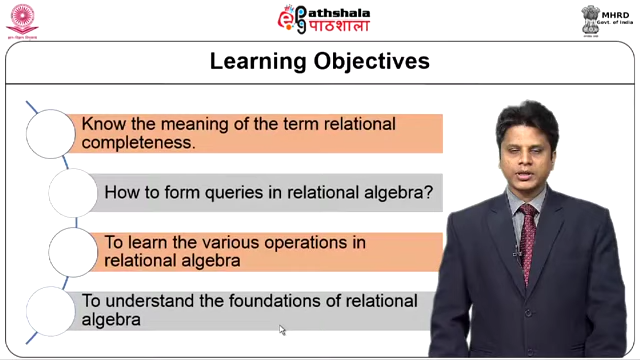 Pathshala
पाठशाला
MHRD
Govt. of India
Learning Objectives
Know the meaning of the term relational
completeness.
How to form queries in relational algebra?
To learn the various operations in
relational algebra
To understand the foundations of relational
algebra